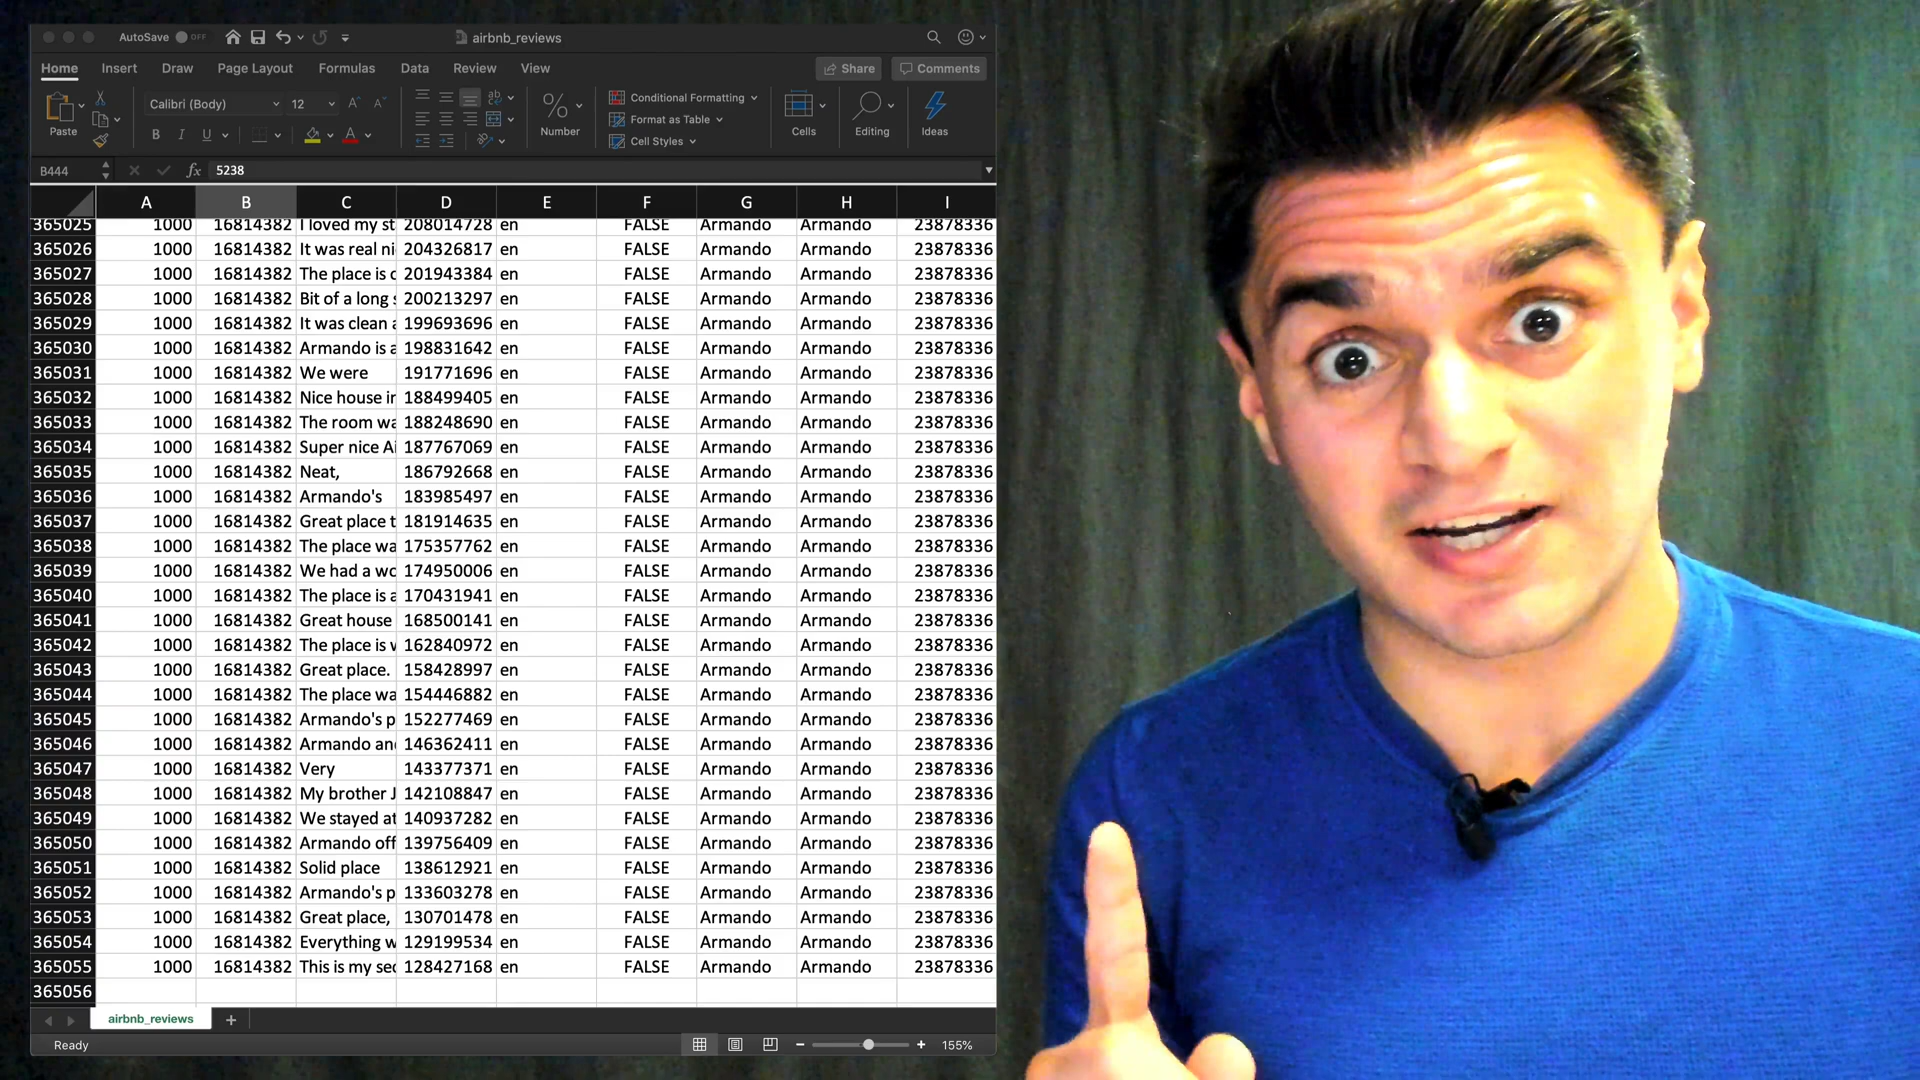 AutoSave OFF airbnb_reviews
Home Insert Draw Page Layout Formulas Data Review View Share Comments
Paste Calibri (Body) 12 A A ab Number Conditional Formatting Format as Table Cell Styles Cells Editing Ideas
B I U A
B444 fx 5238
A B C D E F G H I
365025 1000 16814382 I loved my st 208014728 en FALSE Armando Armando 23878336
365026 1000 16814382 It was real ni 204326817 en FALSE Armando Armando 23878336
365027 1000 16814382 The place is c 201943384 en FALSE Armando Armando 23878336
365028 1000 16814382 Bit of a long s 200213297 en FALSE Armando Armando 23878336
365029 1000 16814382 It was clean a 199693696 en FALSE Armando Armando 23878336
365030 1000 16814382 Armando is a 198831642 en FALSE Armando Armando 23878336
365031 1000 16814382 We were 191771696 en FALSE Armando Armando 23878336
365032 1000 16814382 Nice house in 188499405 en FALSE Armando Armando 23878336
365033 1000 16814382 The room wa 188248690 en FALSE Armando Armando 23878336
365034 1000 16814382 Super nice Ai 187767069 en FALSE Armando Armando 23878336
365035 1000 16814382 Neat, 186792668 en FALSE Armando Armando 23878336
365036 1000 16814382 Armando's 183985497 en FALSE Armando Armando 23878336
365037 1000 16814382 Great place t 181914635 en FALSE Armando Armando 23878336
365038 1000 16814382 The place wa 175357762 en FALSE Armando Armando 23878336
365039 1000 16814382 We had a wo 174950006 en FALSE Armando Armando 23878336
365040 1000 16814382 The place is a 170431941 en FALSE Armando Armando 23878336
365041 1000 16814382 Great house 168500141 en FALSE Armando Armando 23878336
365042 1000 16814382 The place is v 162840972 en FALSE Armando Armando 23878336
365043 1000 16814382 Great place. 158428997 en FALSE Armando Armando 23878336
365044 1000 16814382 The place wa 154446882 en FALSE Armando Armando 23878336
365045 1000 16814382 Armando's p 152277469 en FALSE Armando Armando 23878336
365046 1000 16814382 Armando and 146362411 en FALSE Armando Armando 23878336
365047 1000 16814382 Very 143377371 en FALSE Armando Armando 23878336
365048 1000 16814382 My brother J 142108847 en FALSE Armando Armando 23878336
365049 1000 16814382 We stayed at 140937282 en FALSE Armando Armando 23878336
365050 1000 16814382 Armando off 139756409 en FALSE Armando Armando 23878336
365051 1000 16814382 Solid place 138612921 en FALSE Armando Armando 23878336
365052 1000 16814382 Armando's p 133603278 en FALSE Armando Armando 23878336
365053 1000 16814382 Great place, 130701478 en FALSE Armando Armando 23878336
365054 1000 16814382 Everything w 129199534 en FALSE Armando Armando 23878336
365055 1000 16814382 This is my sec 128427168 en FALSE Armando Armando 23878336
365056
airbnb_reviews +
Ready 155%